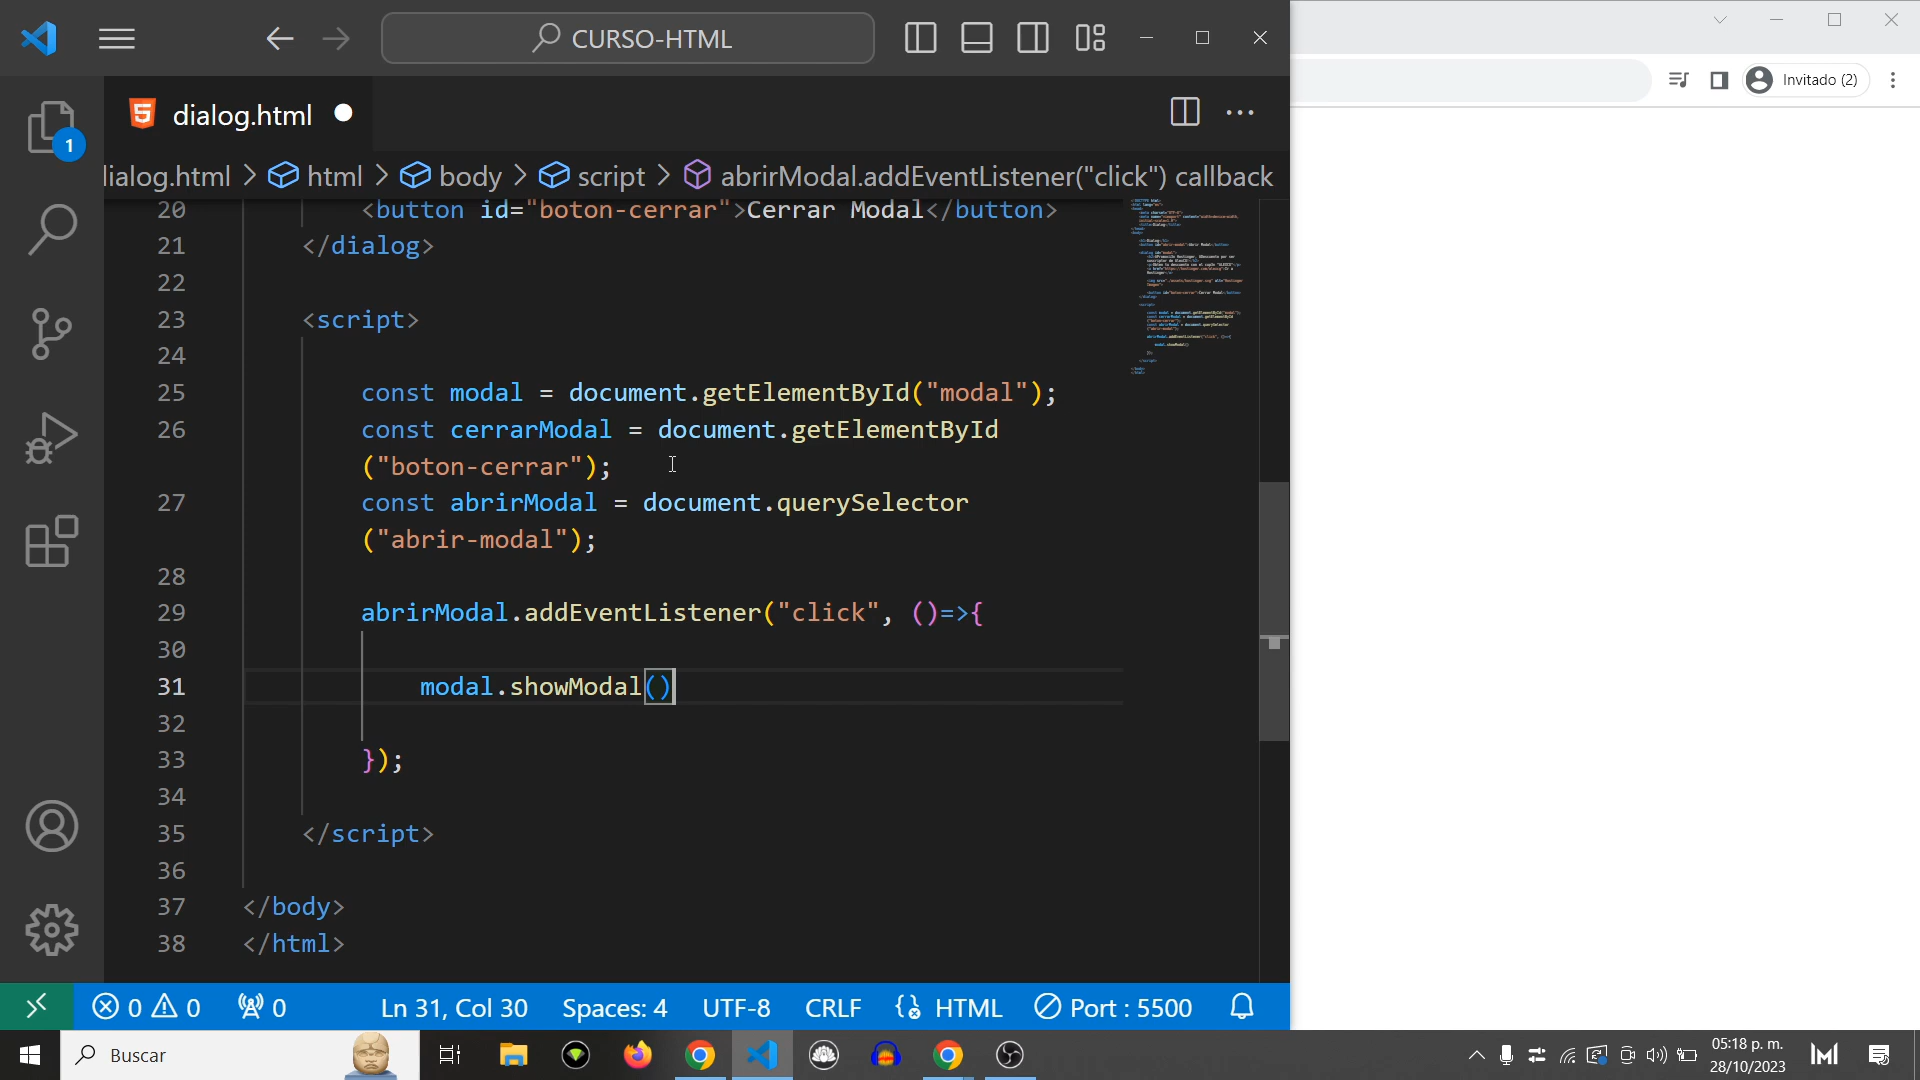 CURSO-HTML
Invitado (2)
1
dialog.html
dialog.html > html > body > script > abrirModal.addEventListener("click") callback
20 <button id="boton-cerrar">Cerrar Modal</button>
21 </dialog>
22
23 <script>
24
25 const modal = document.getElementById("modal");
26 const cerrarModal = document.getElementById
("boton-cerrar");
27 const abrirModal = document.querySelector
("abrir-modal");
28
29 abrirModal.addEventListener("click", ()=>{
30
31 modal.showModal()
32
33 });
34
35 </script>
36
37 </body>
38 </html>
0 0 0 Ln 31, Col 30 Spaces: 4 UTF-8 CRLF HTML Port : 5500
Buscar
05:18 p. m.
28/10/2023